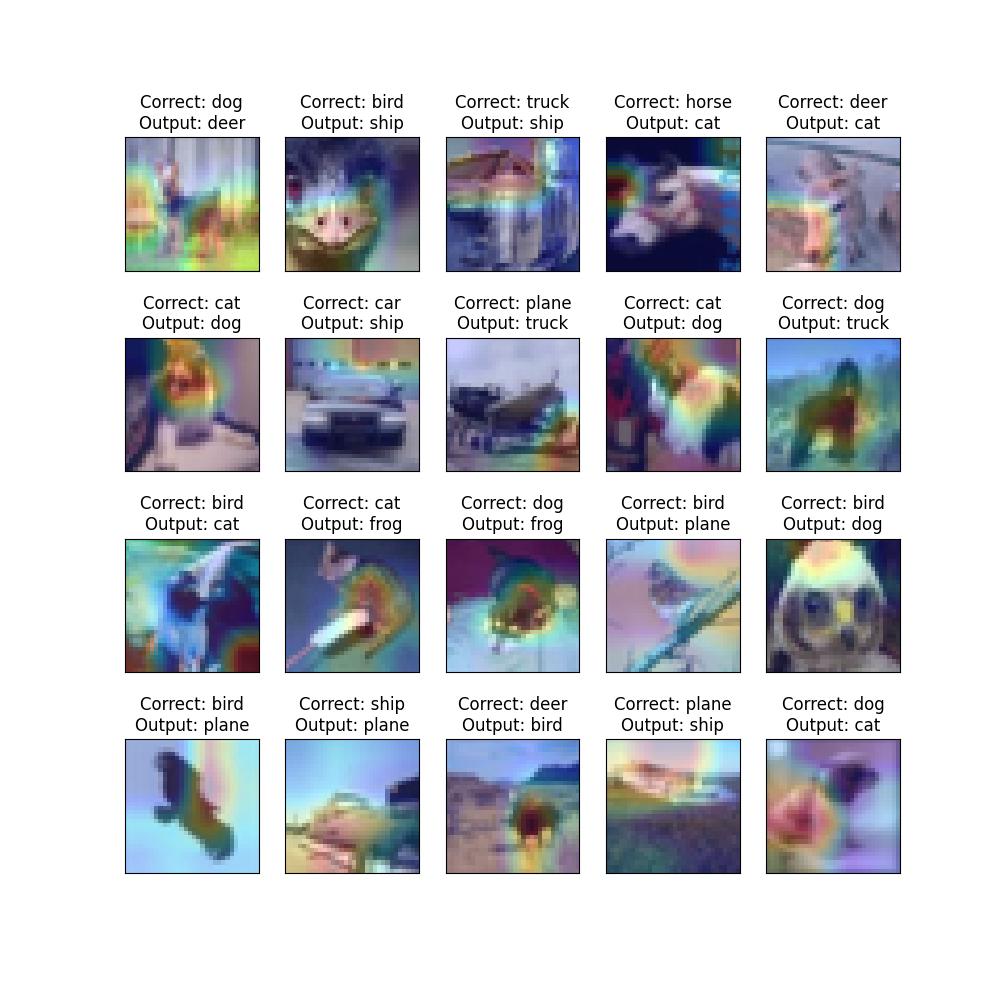 Correct: dog
Output: deer
Correct: bird
Output: ship
Correct: truck
Output: ship
Correct: horse
Output: cat
Correct: deer
Output: cat
Correct: cat
Output: dog
Correct: car
Output: ship
Correct: plane
Output: truck
Correct: cat
Output: dog
Correct: dog
Output: truck
Correct: bird
Output: cat
Correct: cat
Output: frog
Correct: dog
Output: frog
Correct: bird
Output: plane
Correct: bird
Output: dog
Correct: bird
Output: plane
Correct: ship
Output: plane
Correct: deer
Output: bird
Correct: plane
Output: ship
Correct: dog
Output: cat